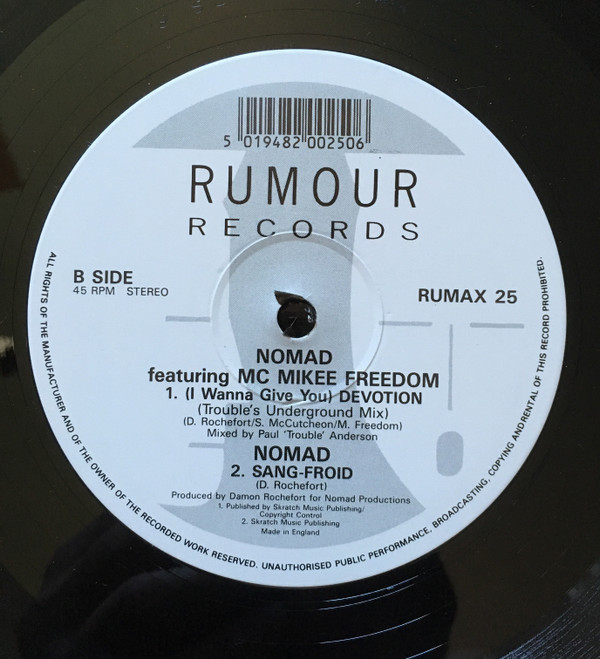 5 019482 002506
RUMOUR
RECORDS
B SIDE
45 RPM STEREO
RUMAX 25
NOMAD
featuring MC MIKEE FREEDOM
1. (I Wanna Give You) DEVOTION
(Trouble's Underground Mix)
(D. Rochefort/S. McCutcheon/M. Freedom)
Mixed by Paul 'Trouble' Anderson
NOMAD
2. SANG-FROID
(D. Rochefort)
Produced by Damon Rochefort for Nomad Productions
1. Published by Skratch Music Publishing/
Copyright Control
2. Skratch Music Publishing
Made in England
ALL RIGHTS OF THE MANUFACTURER AND OF THE OWNER OF THE RECORDED WORK RESERVED. UNAUTHORISED PUBLIC PERFORMANCE, BROADCASTING, COPYING AND RENTAL OF THIS RECORD PROHIBITED.